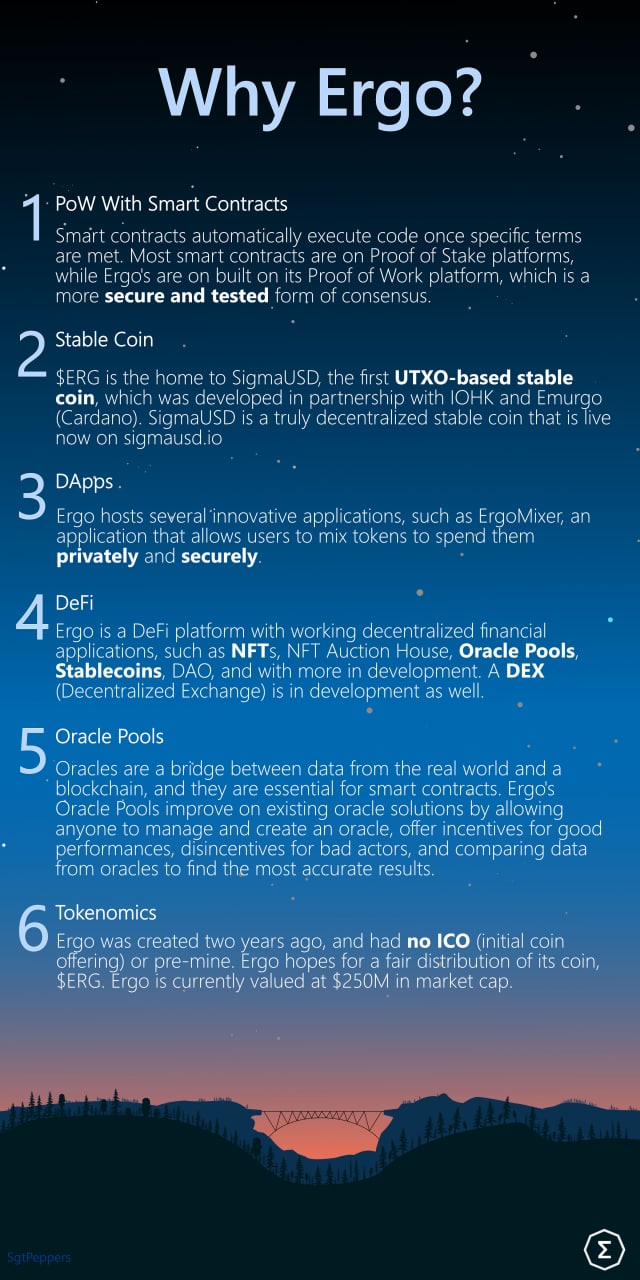 Why Ergo?
1 PoW With Smart Contracts
Smart contracts automatically execute code once specific terms
are met. Most smart contracts are on Proof of Stake platforms,
while Ergo's are on built on its Proof of Work platform, which is a
more secure and tested form of consensus.
2 Stable Coin
$ERG is the home to SigmaUSD, the first UTXO-based stable
coin, which was developed in partnership with IOHK and Emurgo
(Cardano). SigmaUSD is a truly decentralized stable coin that is live
now on sigmausd.io
3 DApps
Ergo hosts several innovative applications, such as ErgoMixer, an
application that allows users to mix tokens to spend them
privately and securely.
4 DeFi
Ergo is a DeFi platform with working decentralized financial
applications, such as NFTs, NFT Auction House, Oracle Pools,
Stablecoins, DAO, and with more in development. A DEX
(Decentralized Exchange) is in development as well.
5 Oracle Pools
Oracles are a bridge between data from the real world and a
blockchain, and they are essential for smart contracts. Ergo's
Oracle Pools improve on existing oracle solutions by allowing
anyone to manage and create an oracle, offer incentives for good
performances, disincentives for bad actors, and comparing data
from oracles to find the most accurate results.
6 Tokenomics
Ergo was created two years ago, and had no ICO (initial coin
offering) or pre-mine. Ergo hopes for a fair distribution of its coin,
$ERG. Ergo is currently valued at $250M in market cap.
SgtPeppers
Σ